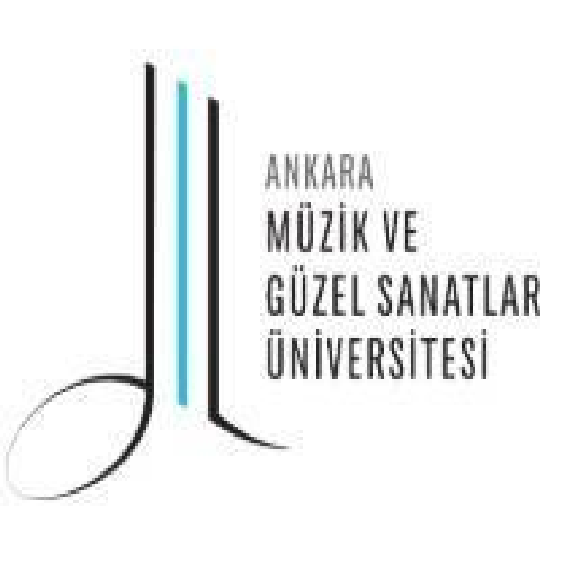 ANKARA
MÜZİK VE
GÜZEL SANATLAR
ÜNİVERSİTESİ